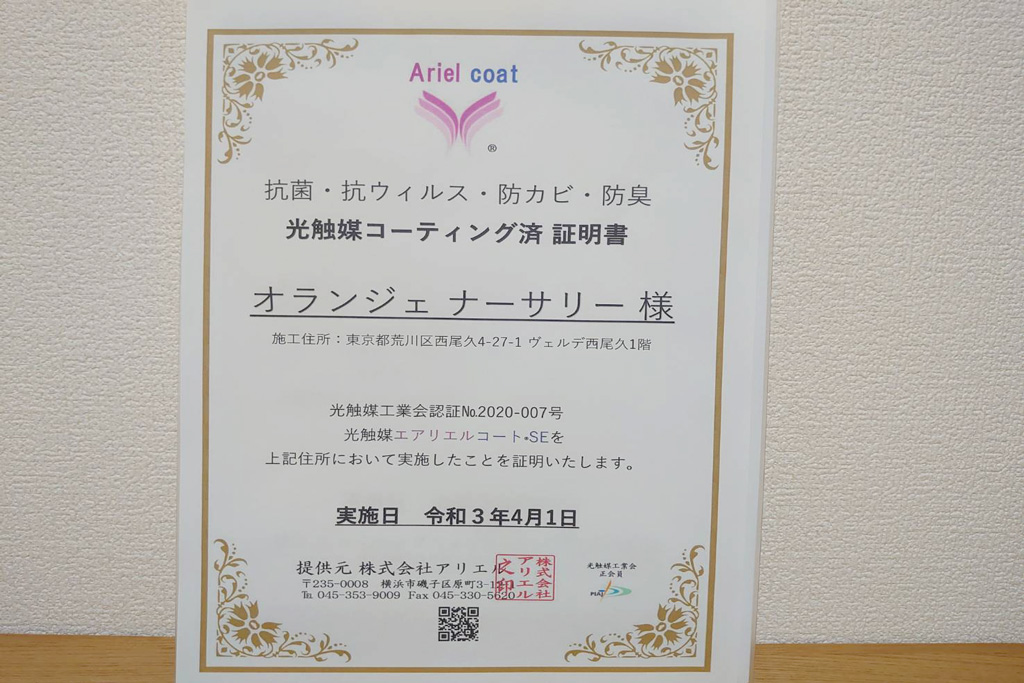 Ariel coat
®
抗菌・抗ウィルス・防カビ・防臭
光触媒コーティング済 証明書
オランジェ ナーサリー 様
施工住所：東京都荒川区西尾久4-27-1 ヴェルデ西尾久1階
光触媒工業会認証№2020-007号
光触媒エアリエルコート®SEを
上記住所において実施したことを証明いたします。
実施日　令和３年4月1日
提供元 株式会社アリエル
〒235-0008 横浜市磯子区原町3-1
℡ 045-353-9009 Fax 045-330-5620
株式会社アリエル之印
光触媒工業会
正会員
PIAJ